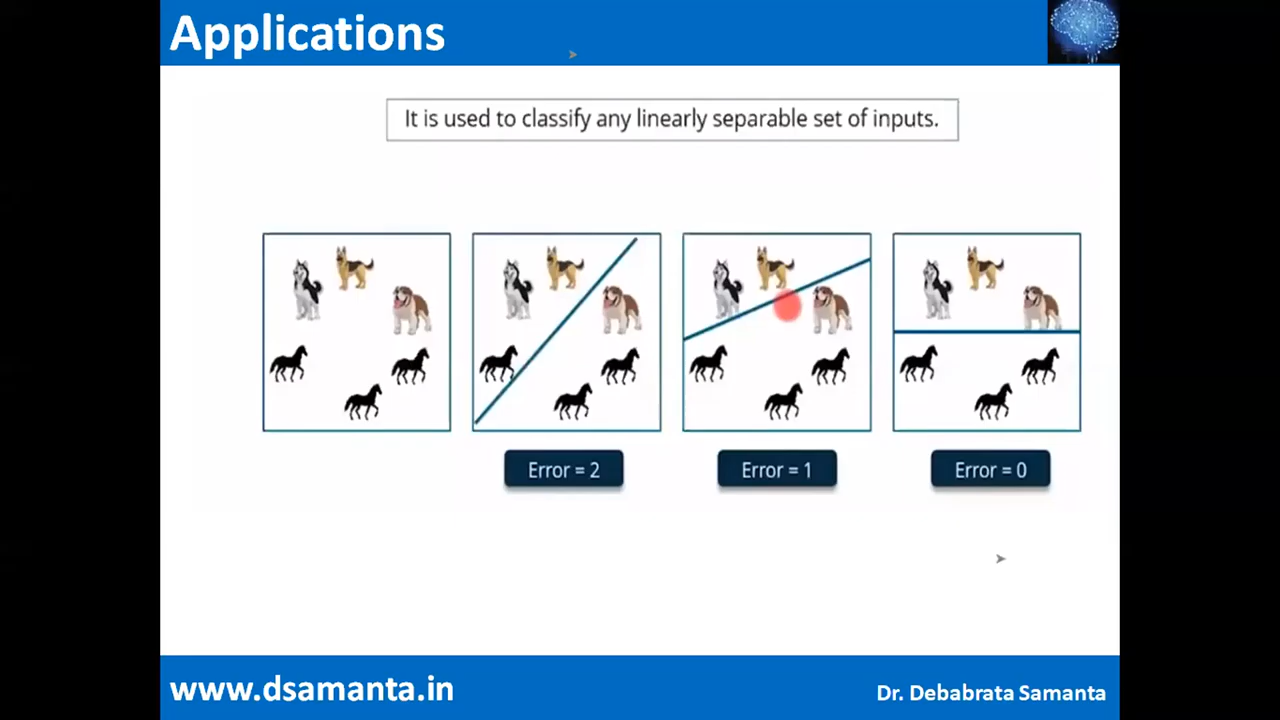 Applications
It is used to classify any linearly separable set of inputs.
Error = 2
Error = 1
Error = 0
www.dsamanta.in
Dr. Debabrata Samanta